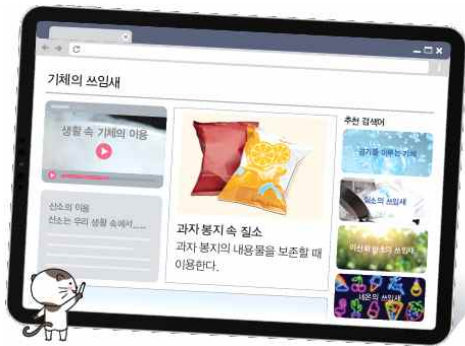 기체의 쓰임새
생활 속 기체의 이용
산소의 이용
산소는 우리 생활 속에서......
과자 봉지 속 질소
과자 봉지의 내용물을 보존할 때
이용한다.
추천 검색어
공기를 이루는 기체
질소의 쓰임새
이산화 탄소의 쓰임새
네온의 쓰임새